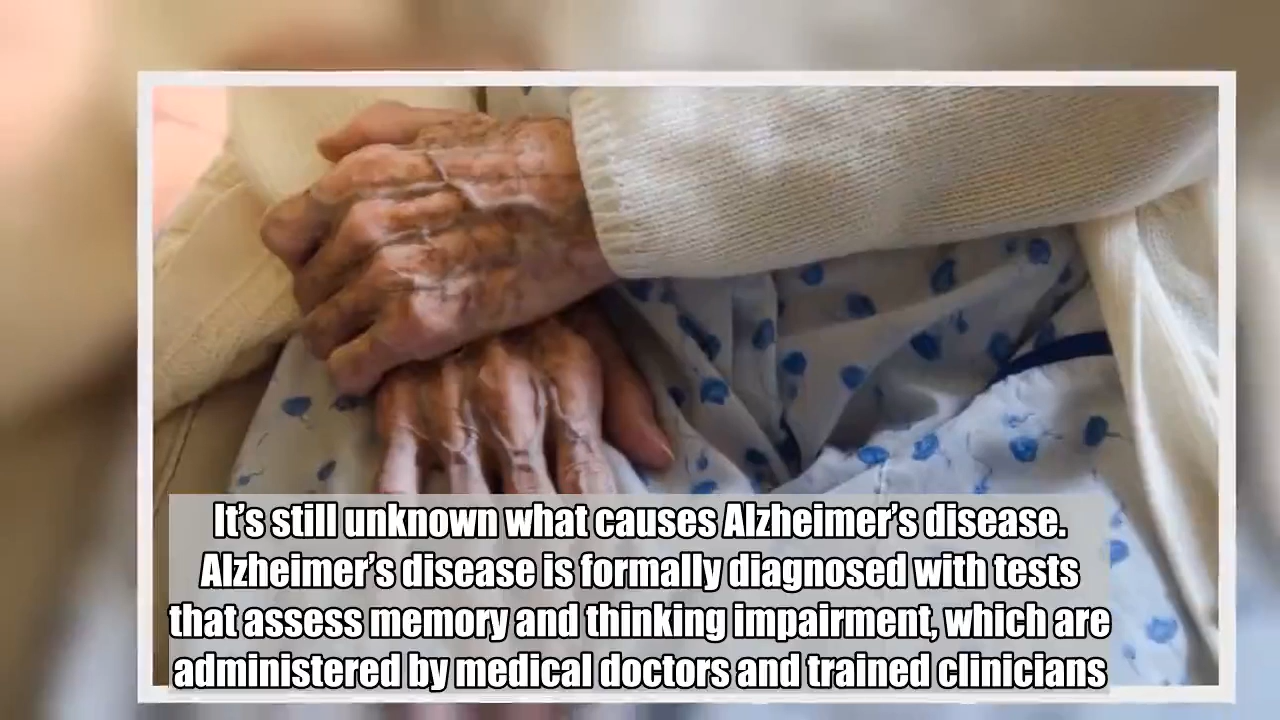 It's still unknown what causes Alzheimer's disease.
Alzheimer's disease is formally diagnosed with tests
that assess memory and thinking impairment, which are
administered by medical doctors and trained clinicians